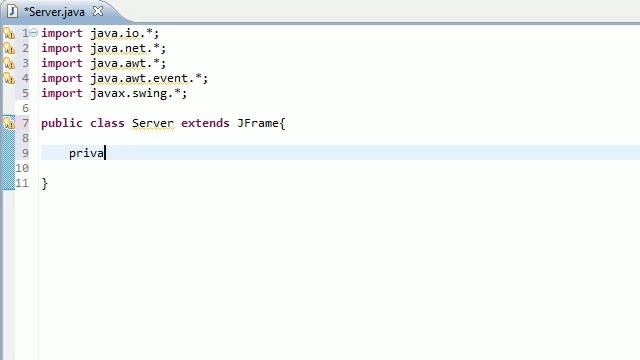 *Server.java
1 import java.io.*;
2 import java.net.*;
3 import java.awt.*;
4 import java.awt.event.*;
5 import javax.swing.*;
6
7 public class Server extends JFrame{
8
9 priva
10
11 }